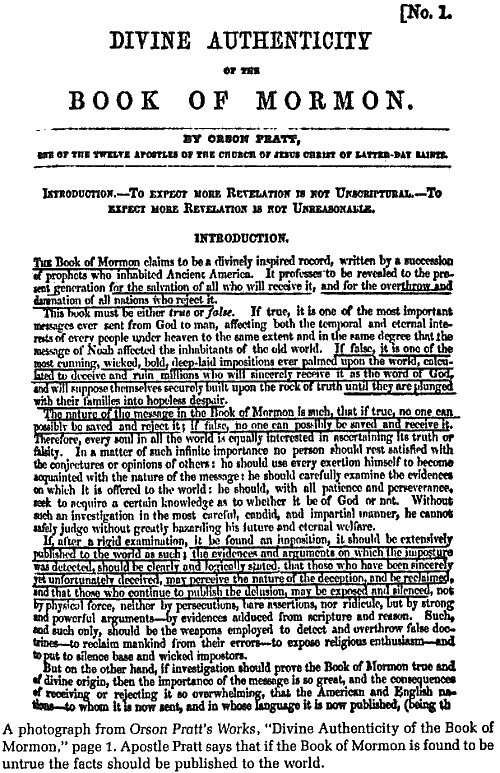 [No. 1.
DIVINE AUTHENTICITY
OF THE
BOOK OF MORMON.
BY ORSON PRATT,
ONE OF THE TWELVE APOSTLES OF THE CHURCH OF JESUS CHRIST OF LATTER-DAY SAINTS.
INTRODUCTION.—TO EXPECT MORE REVELATION IS NOT UNSCRIPTURAL.—TO
EXPECT MORE REVELATION IS NOT UNREASONABLE.
INTRODUCTION.
THE Book of Mormon claims to be a divinely inspired record, written by a succession
of prophets who inhabited Ancient America. It professes to be revealed to the pre-
sent generation for the salvation of all who will receive it, and for the overthrow and
damnation of all nations who reject it.
This book must be either true or false. If true, it is one of the most important
messages ever sent from God to man, affecting both the temporal and eternal inte-
rests of every people under heaven to the same extent and in the same degree that the
message of Noah affected the inhabitants of the old world. If false, it is one of the
most cunning, wicked, bold, deep-laid impositions ever palmed upon the world, calcu-
lated to deceive and ruin millions who will sincerely receive it as the word of God,
and will suppose themselves securely built upon the rock of truth until they are plunged
with their families into hopeless despair.
The nature of the message in the Book of Mormon is such, that if true, no one can
possibly be saved and reject it; if false, no one can possibly be saved and receive it.
Therefore, every soul in all the world is equally interested in ascertaining its truth or
falsity. In a matter of such infinite importance no person should rest satisfied with
the conjectures or opinions of others: he should use every exertion himself to become
acquainted with the nature of the message: he should carefully examine the evidences
on which it is offered to the world: he should, with all patience and perseverance,
seek to acquire a certain knowledge as to whether it be of God or not. Without
such an investigation in the most careful, candid, and impartial manner, he cannot
safely judge without greatly hazarding his future and eternal welfare.
If, after a rigid examination, it be found an imposition, it should be extensively
published to the world as such; the evidences and arguments on which the imposture
was detected, should be clearly and logically stated, that those who have been sincerely
yet unfortunately deceived, may perceive the nature of the deception, and be reclaimed,
and that those who continue to publish the delusion, may be exposed and silenced, not
by physical force, neither by persecutions, bare assertions, nor ridicule, but by strong
and powerful arguments—by evidences adduced from scripture and reason. Such,
and such only, should be the weapons employed to detect and overthrow false doc-
trines—to reclaim mankind from their errors—to expose religious enthusiasm—and
to put to silence base and wicked impostors.
But on the other hand, if investigation should prove the Book of Mormon true and
of divine origin, then the importance of the message is so great, and the consequences
of receiving or rejecting it so overwhelming, that the American and English na-
tions—to whom it is now sent, and in whose language it is now published, (being th
A photograph from Orson Pratt's Works, "Divine Authenticity of the Book of
Mormon," page 1. Apostle Pratt says that if the Book of Mormon is found to be
untrue the facts should be published to the world.